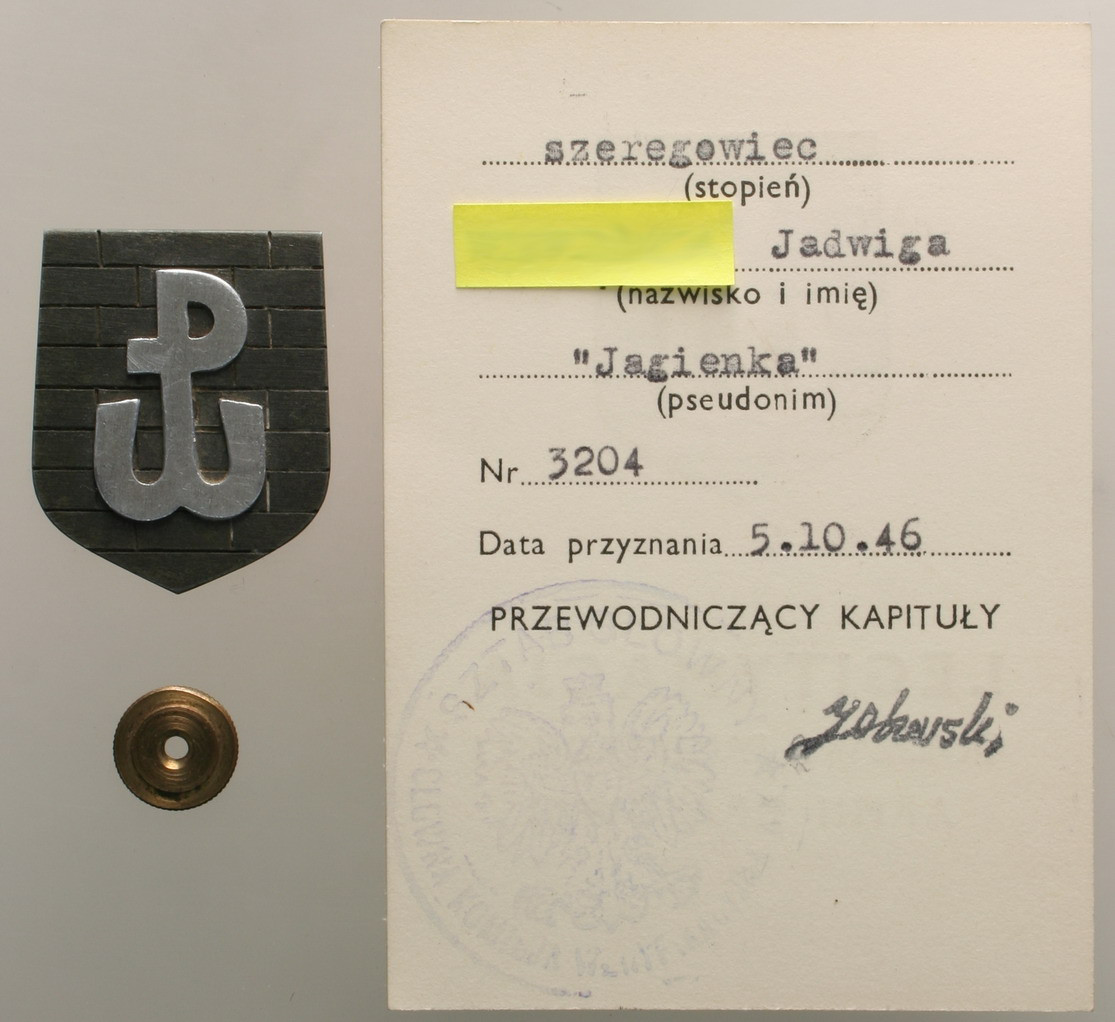 szeregowiec
(stopień)
Jadwiga
(nazwisko i imię)
"Jagienka"
(pseudonim)
Nr 3204
Data przyznania 5.10.46
PRZEWODNICZĄCY KAPITUŁY